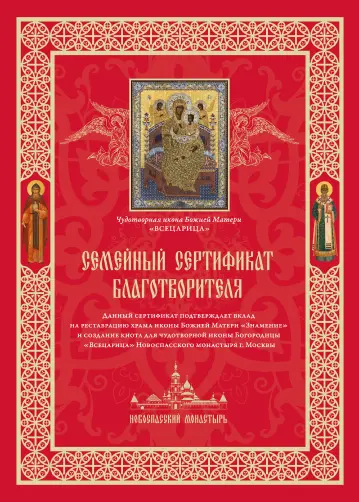 Чудотворная икона Божией Матери
«ВСЕЦАРИЦА»
СЕМЕЙНЫЙ СЕРТИФИКАТ
БЛАГОТВОРИТЕЛЯ
Данный сертификат подтверждает вклад
на реставрацию храма иконы Божией Матери «Знамение»
и создание киота для чудотворной иконы Богородицы
«Всецарица» Новоспасского монастыря г. Москвы
НОВОСПАССКИЙ МОНАСТЫРЬ